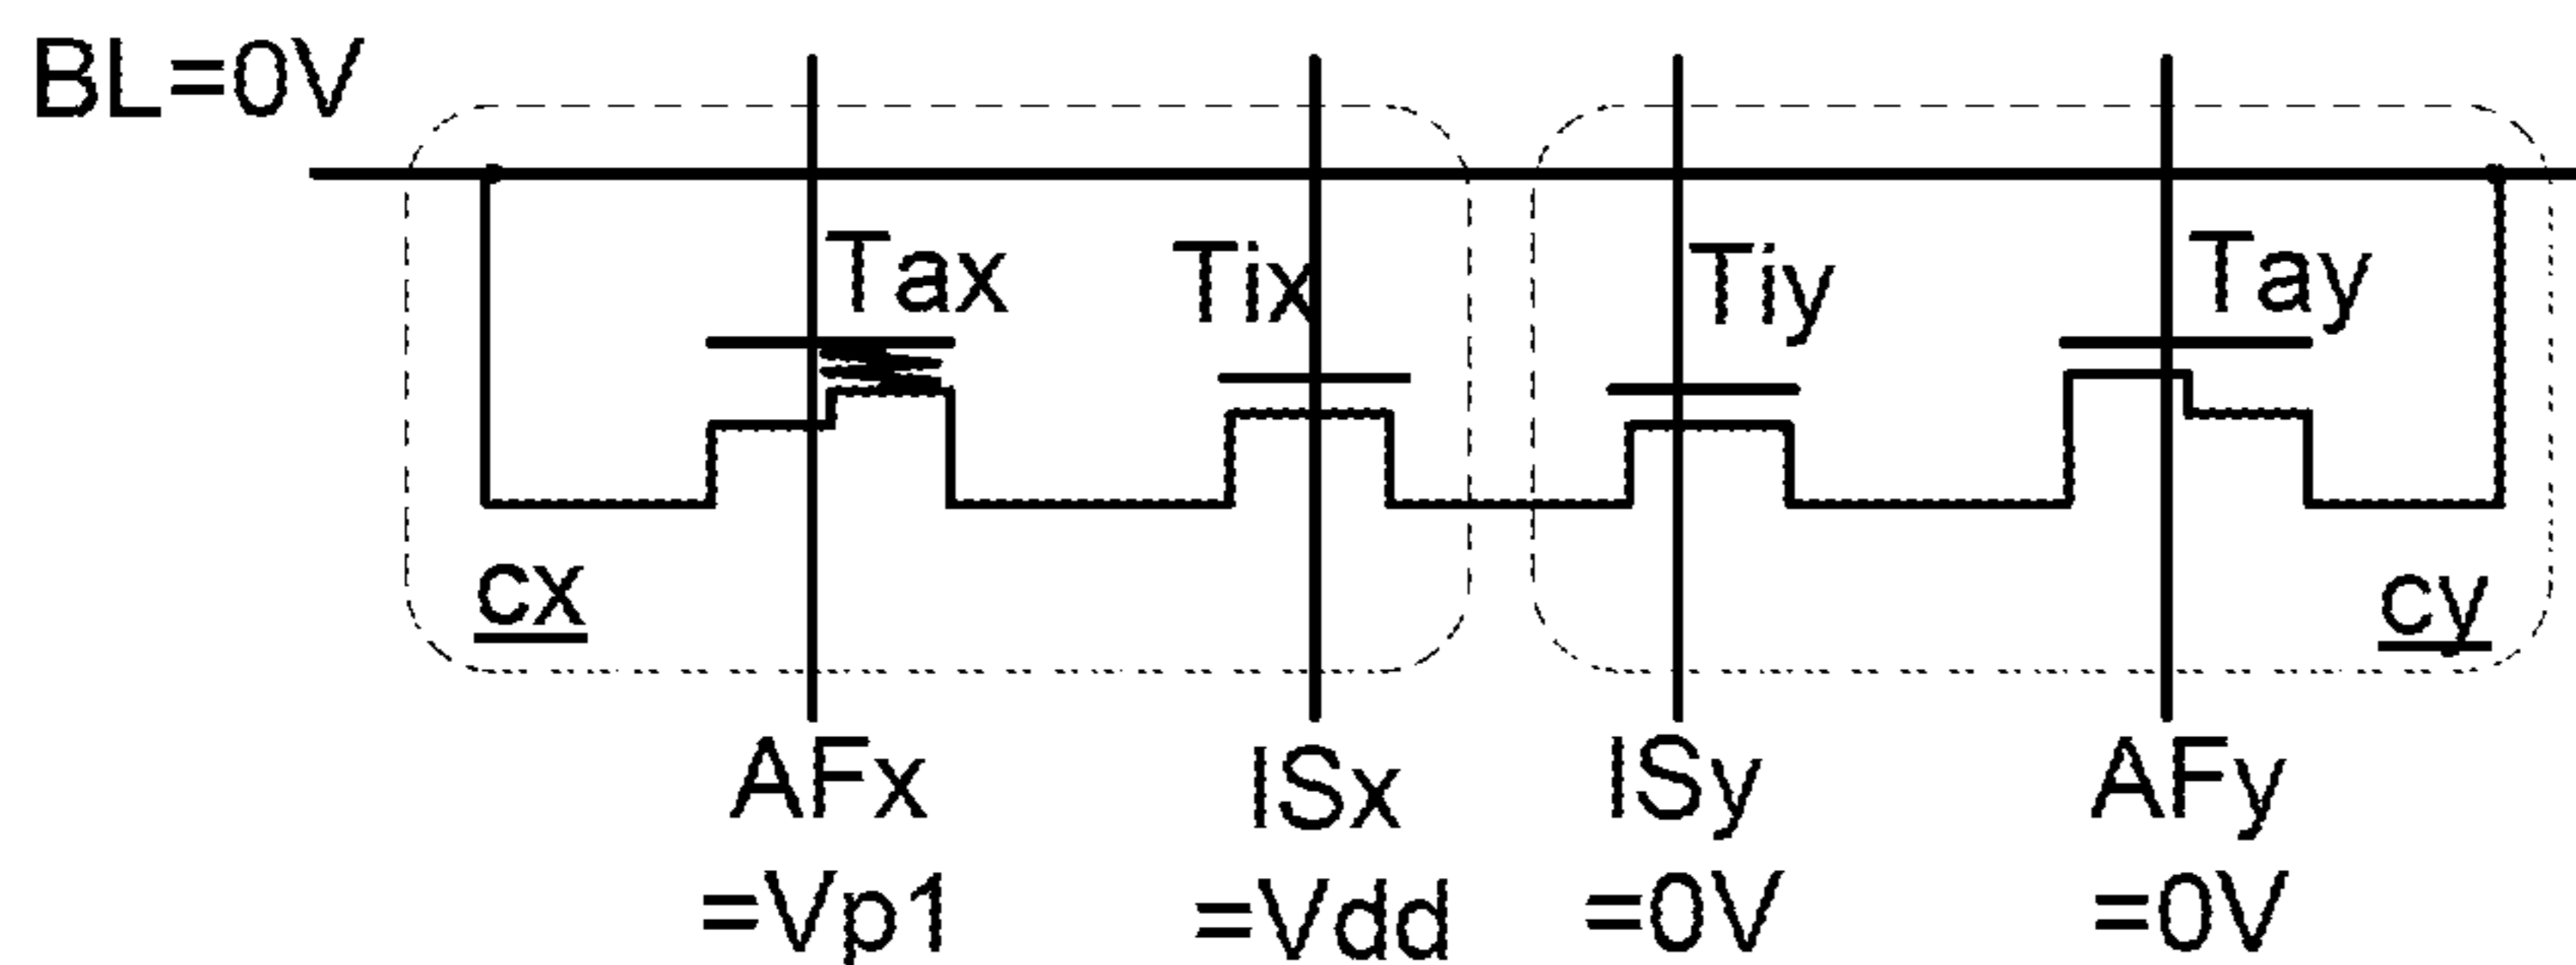 BL=0V
Tax Tix Tiy Tay
cx cy
AFx ISx ISy AFy
=Vp1 =Vdd =0V =0V